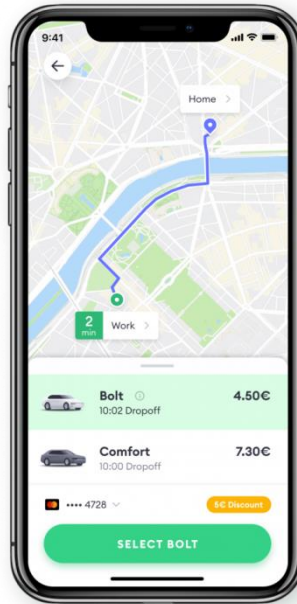 9:41
Home
2
min
Work
Bolt
4.50€
10:02 Dropoff
Comfort
7.30€
10:00 Dropoff
•••• 4728
5€ Discount
SELECT BOLT